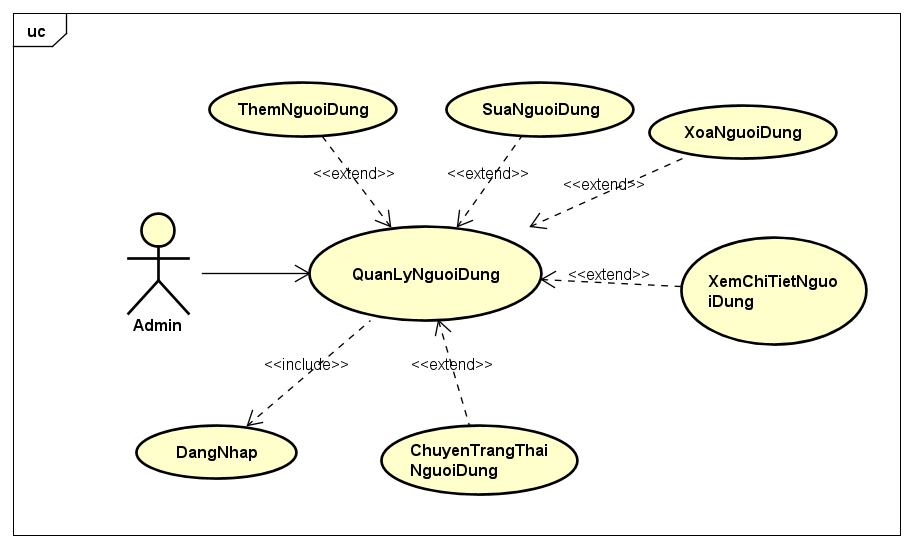 uc
ThemNguoiDung
SuaNguoiDung
XoaNguoiDung
<<extend>>
<<extend>>
<<extend>>
QuanLyNguoiDung
<<extend>>
XemChiTietNguo
iDung
Admin
<<include>>
<<extend>>
DangNhap
ChuyenTrangThai
NguoiDung